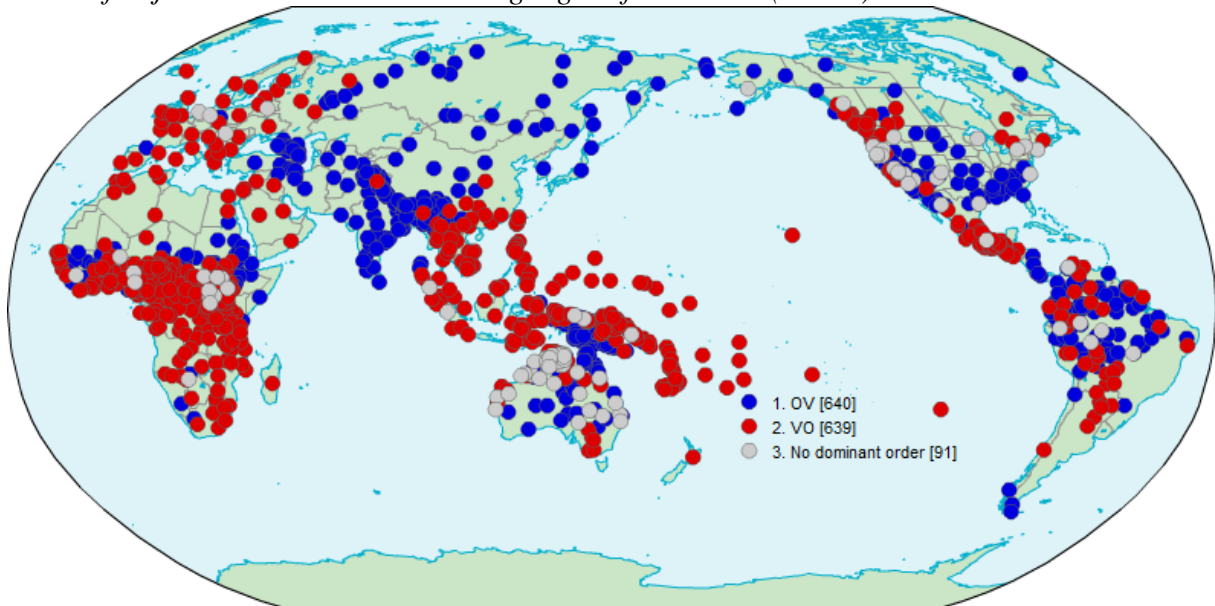 1. OV [640]
2. VO [639]
3. No dominant order [91]